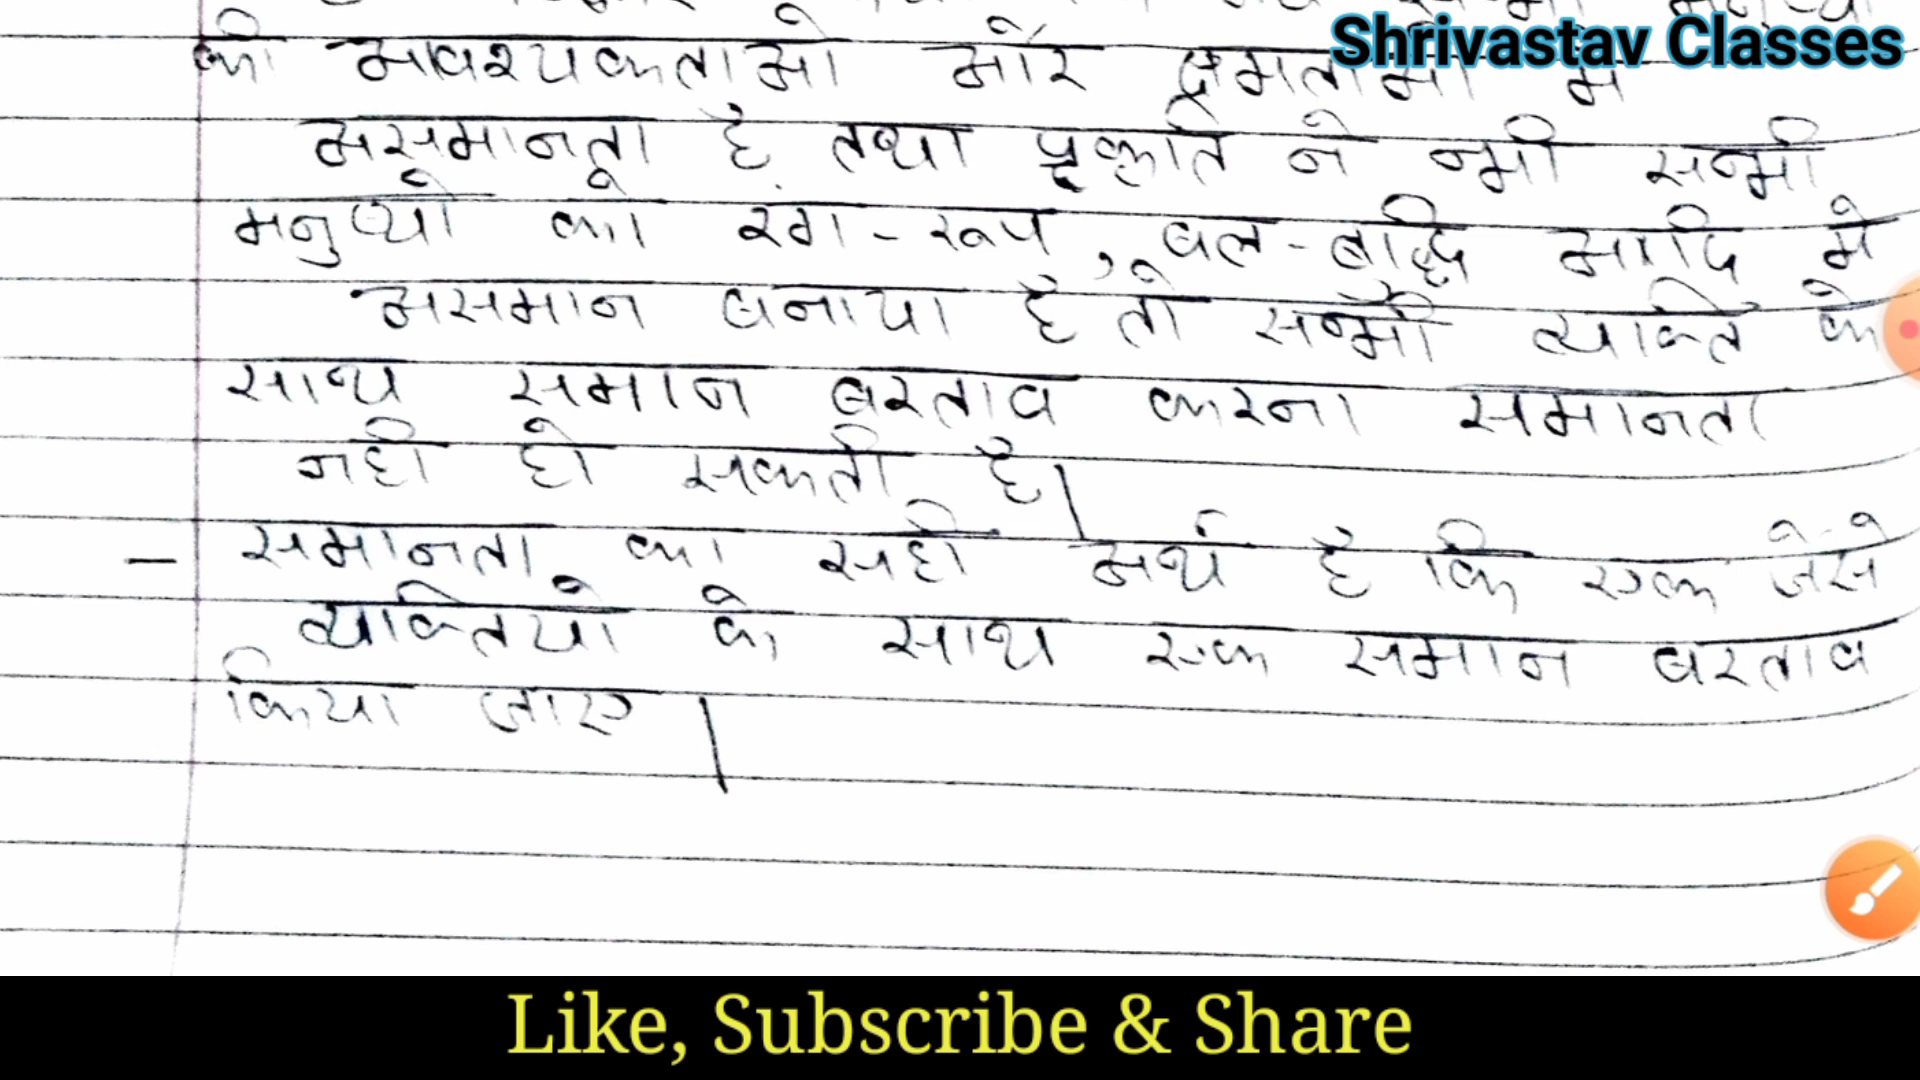 Shrivastav Classes
की आवश्यकताओ और क्षमताओ मे
असमानता है तथा प्रकृति ने भी सभी
मनुष्यो को रंग-रूप, बल-बुद्धि आदि मे
असमान बनाया है तो सभी व्यक्ति के
साथ समान बरताव करना समानता
नही हो सकती है।
- समानता का सही अर्थ है कि एक जैसे
व्यक्तियो के साथ एक समान बरताव
किया जाए।
Like, Subscribe & Share